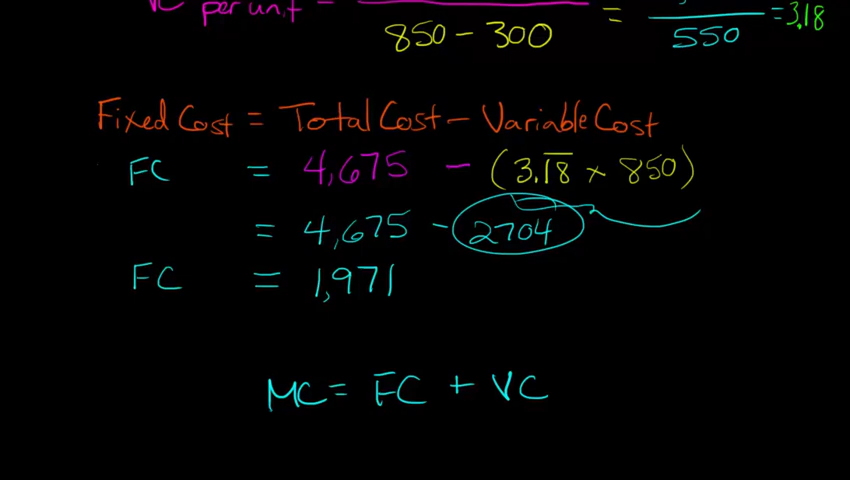 VC per unit = = = 3.18
850 - 300 550
Fixed Cost = Total Cost - Variable Cost
FC = 4,675 - (3.1̅8̅ × 850)
= 4,675 - 2704
FC = 1,971
MC = FC + VC